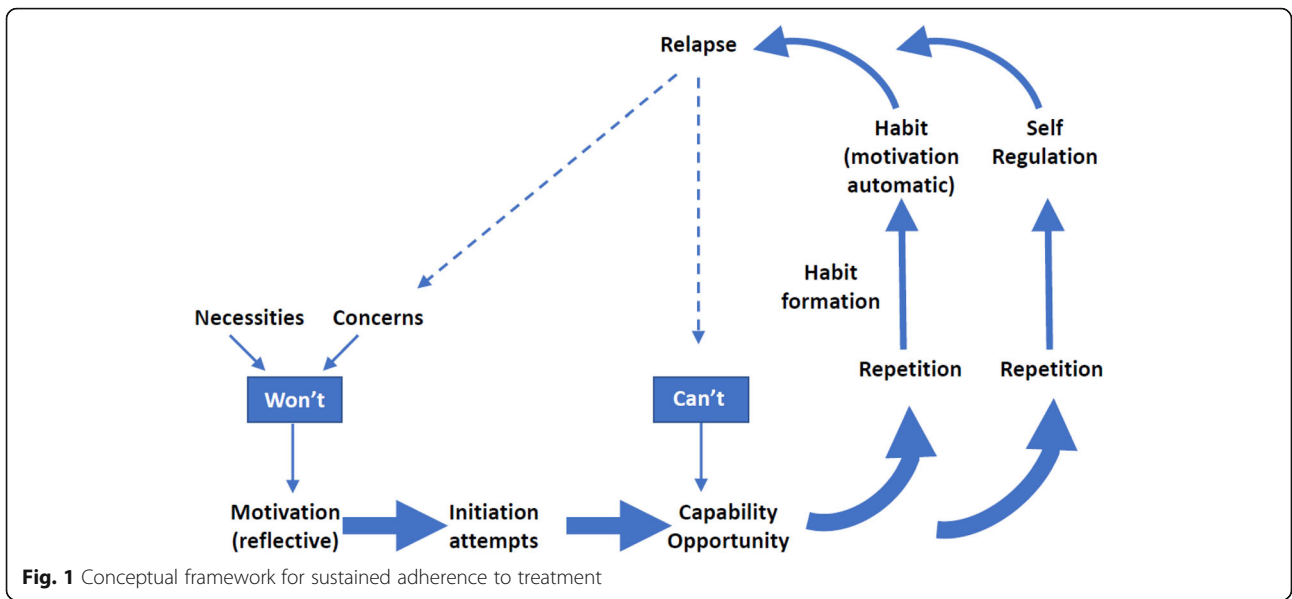 Relapse
Habit
(motivation
automatic)
Self
Regulation
Habit
formation
Necessities
Concerns
Repetition
Repetition
Won't
Can't
Motivation
(reflective)
Initiation
attempts
Capability
Opportunity
Fig. 1 Conceptual framework for sustained adherence to treatment